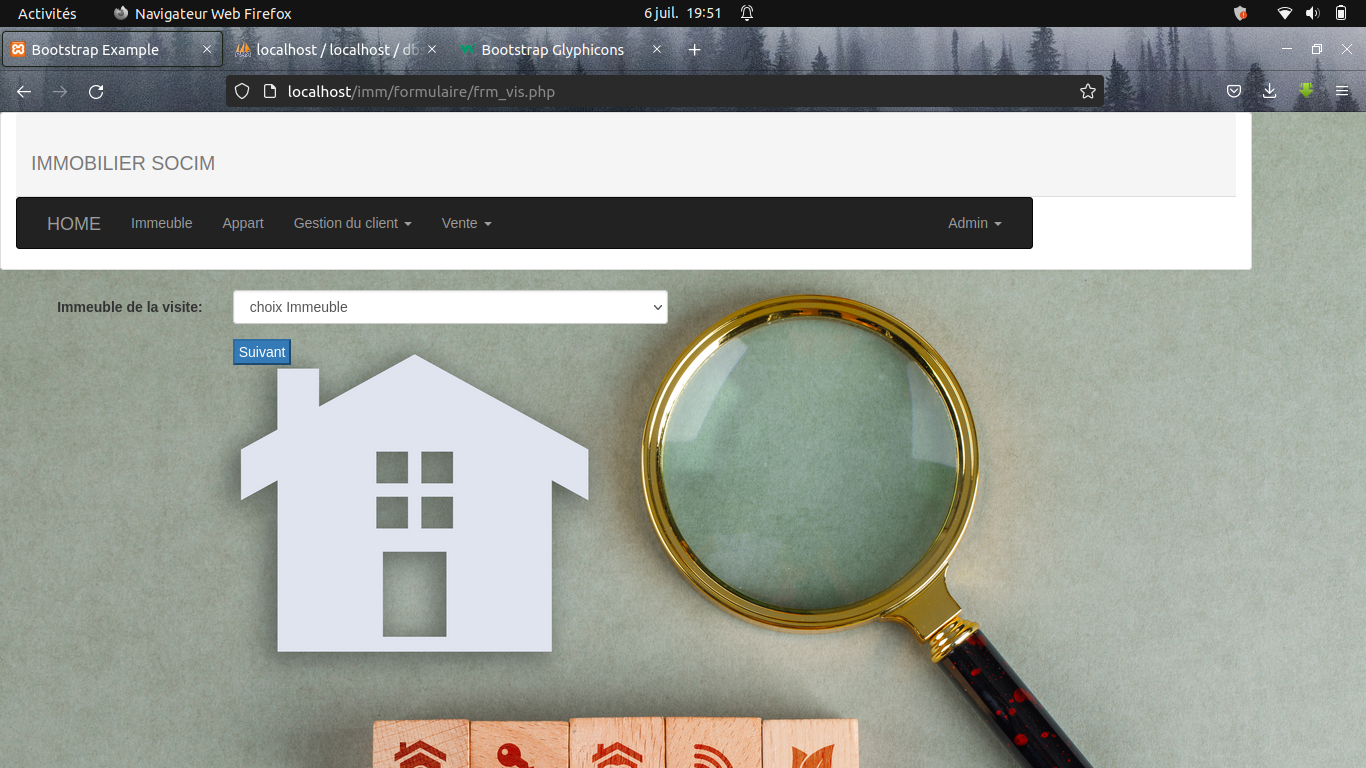 Activités Navigateur Web Firefox 6 juil. 19:51
Bootstrap Example localhost / localhost / db Bootstrap Glyphicons
localhost/imm/formulaire/frm_vis.php
IMMOBILIER SOCIM
HOME Immeuble Appart Gestion du client Vente Admin
Immeuble de la visite: choix Immeuble
Suivant